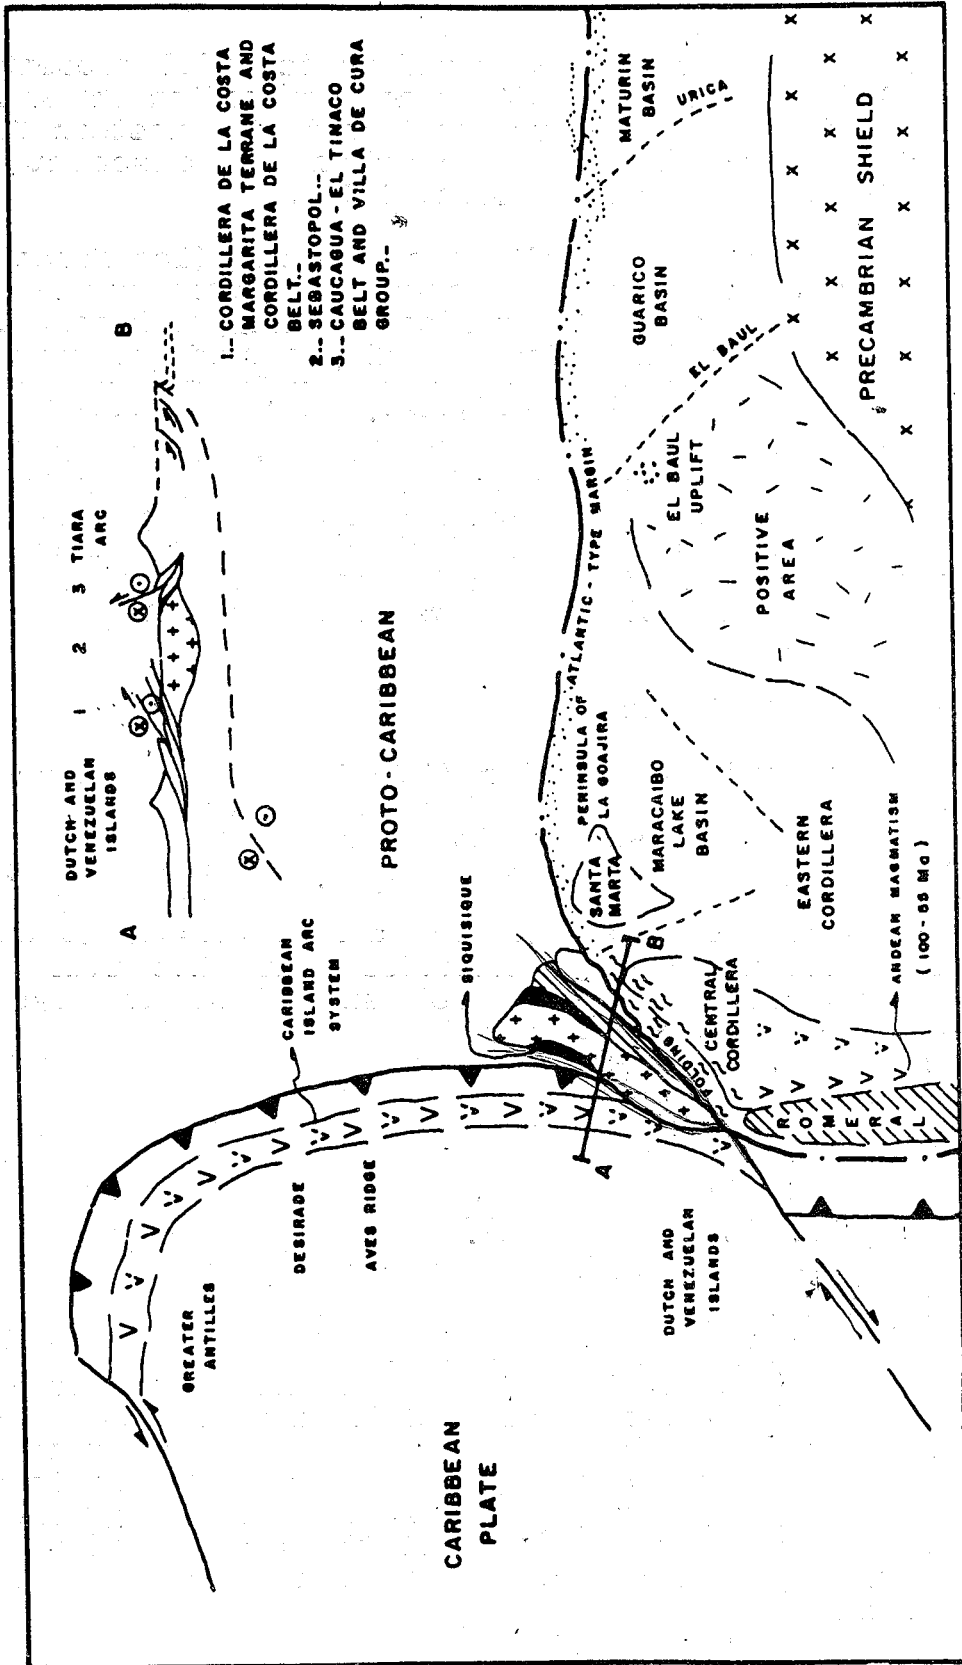 A
B
DUTCH AND
VENEZUELAN
ISLANDS
1
2
3
TIARA
ARC
1.. CORDILLERA DE LA COSTA
MARGARITA TERRANE AND
CORDILLERA DE LA COSTA
BELT..
2.. SEBASTOPOL..
3.. CAUCAGUA-EL TINACO
BELT AND VILLA DE CURA
GROUP..
CARIBBEAN
ISLAND ARC
SYSTEM
PROTO-CARIBBEAN
SIQUISIQUE
GREATER
ANTILLES
DESIRADE
AVES RIDGE
CARIBBEAN
PLATE
DUTCH AND
VENEZUELAN
ISLANDS
A
B
FOLDING
CENTRAL
CORDILLERA
ROMERAL
SANTA
MARTA
PENINSULA OF
LA GOAJIRA
ATLANTIC-TYPE MARGIN
MARACAIBO
LAKE
BASIN
EASTERN
CORDILLERA
ANDEAN MAGMATISM
(100-55 Ma)
EL BAUL
UPLIFT
POSITIVE
AREA
EL BAUL
GUARICO
BASIN
MATURIN
BASIN
URICA
PRECAMBRIAN SHIELD